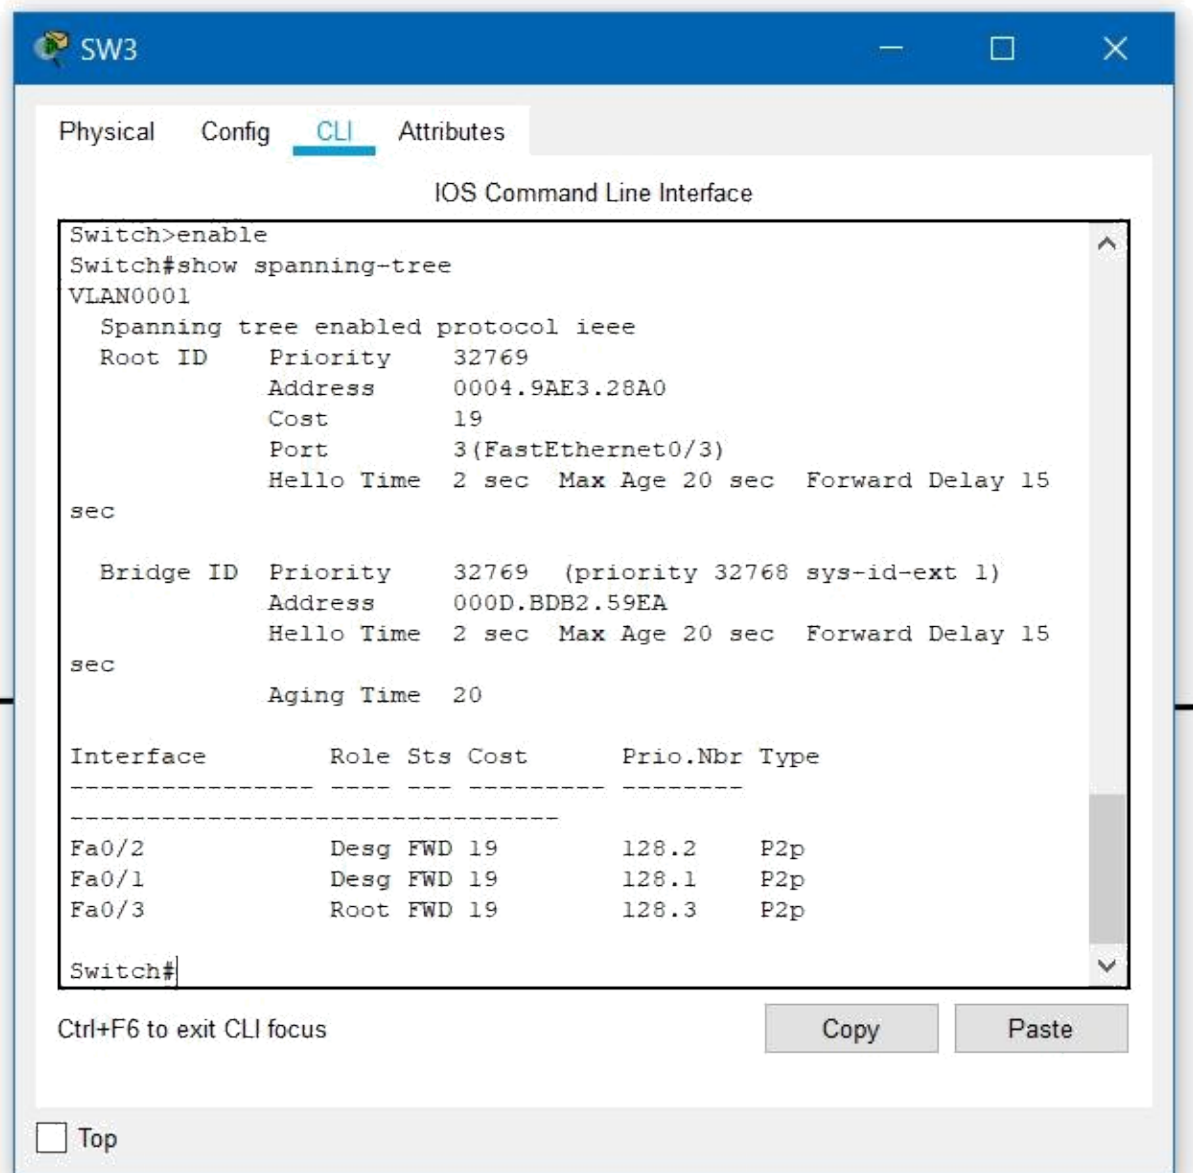 SW3
Physical Config CLI Attributes
IOS Command Line Interface
Switch>enable
Switch#show spanning-tree
VLAN0001
  Spanning tree enabled protocol ieee
  Root ID    Priority    32769
             Address     0004.9AE3.28A0
             Cost        19
             Port        3(FastEthernet0/3)
             Hello Time  2 sec  Max Age 20 sec  Forward Delay 15
sec
  Bridge ID  Priority    32769  (priority 32768 sys-id-ext 1)
             Address     000D.BDB2.59EA
             Hello Time  2 sec  Max Age 20 sec  Forward Delay 15
sec
             Aging Time  20
Interface        Role Sts Cost      Prio.Nbr Type
---------------- ---- --- --------- --------
--------------------------------
Fa0/2            Desg FWD 19        128.2    P2p
Fa0/1            Desg FWD 19        128.1    P2p
Fa0/3            Root FWD 19        128.3    P2p
Switch#
Ctrl+F6 to exit CLI focus
Copy Paste
Top